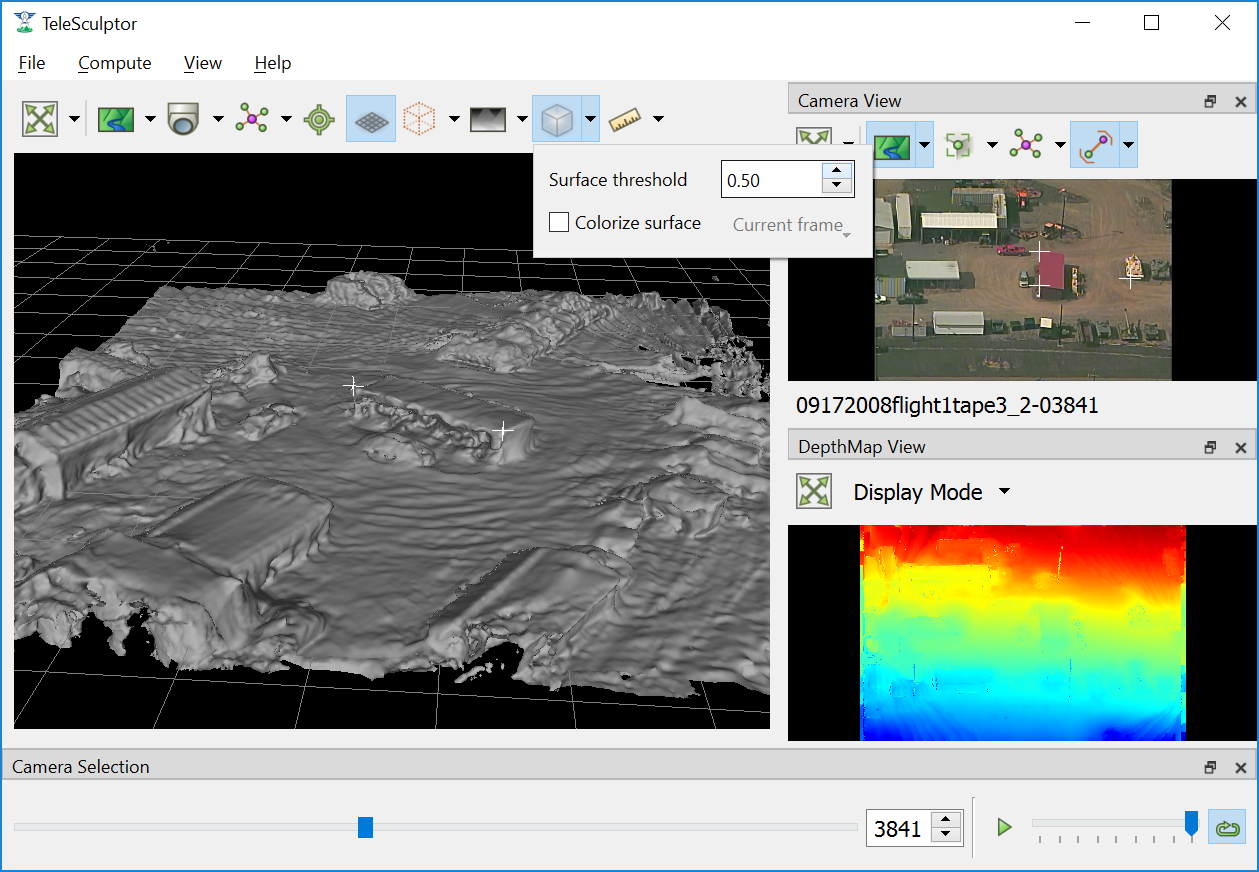 TeleSculptor
File Compute View Help
Camera View
Surface threshold 0.50
Colorize surface Current frame
09172008flight1tape3_2-03841
DepthMap View
Display Mode
Camera Selection
3841